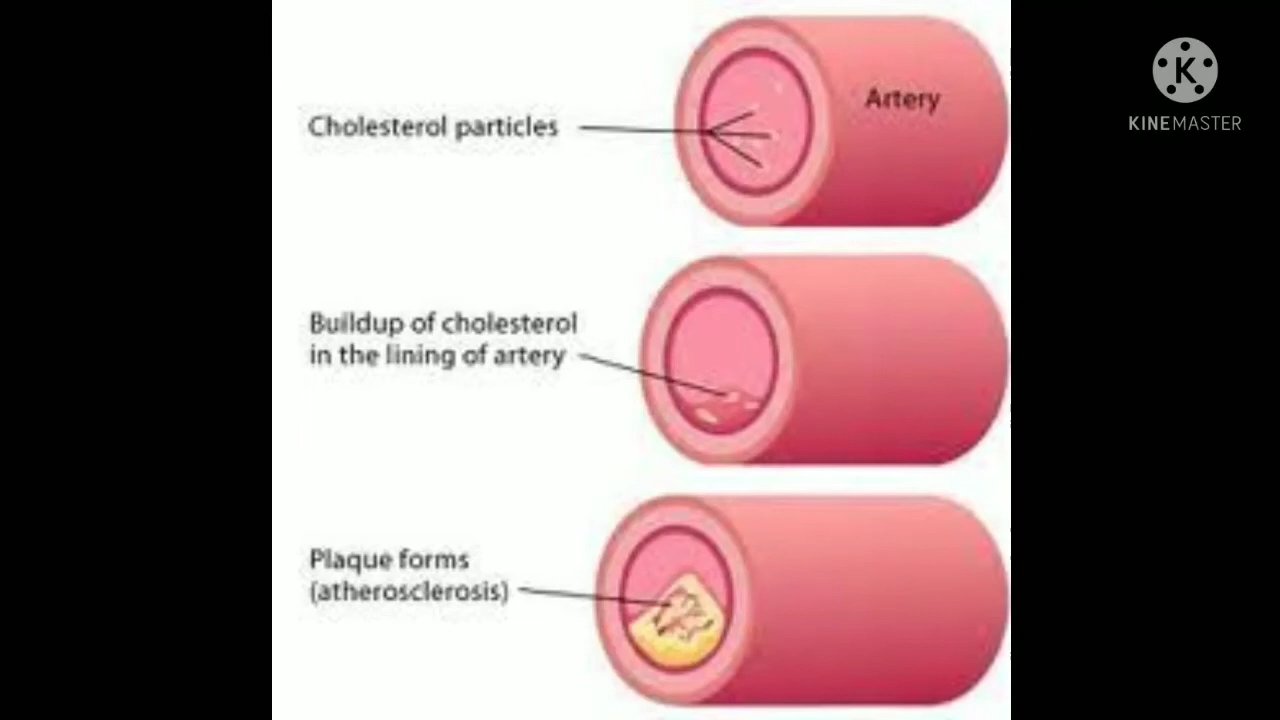 Artery
Cholesterol particles
Buildup of cholesterol
in the lining of artery
Plaque forms
(atherosclerosis)
K
KINEMASTER